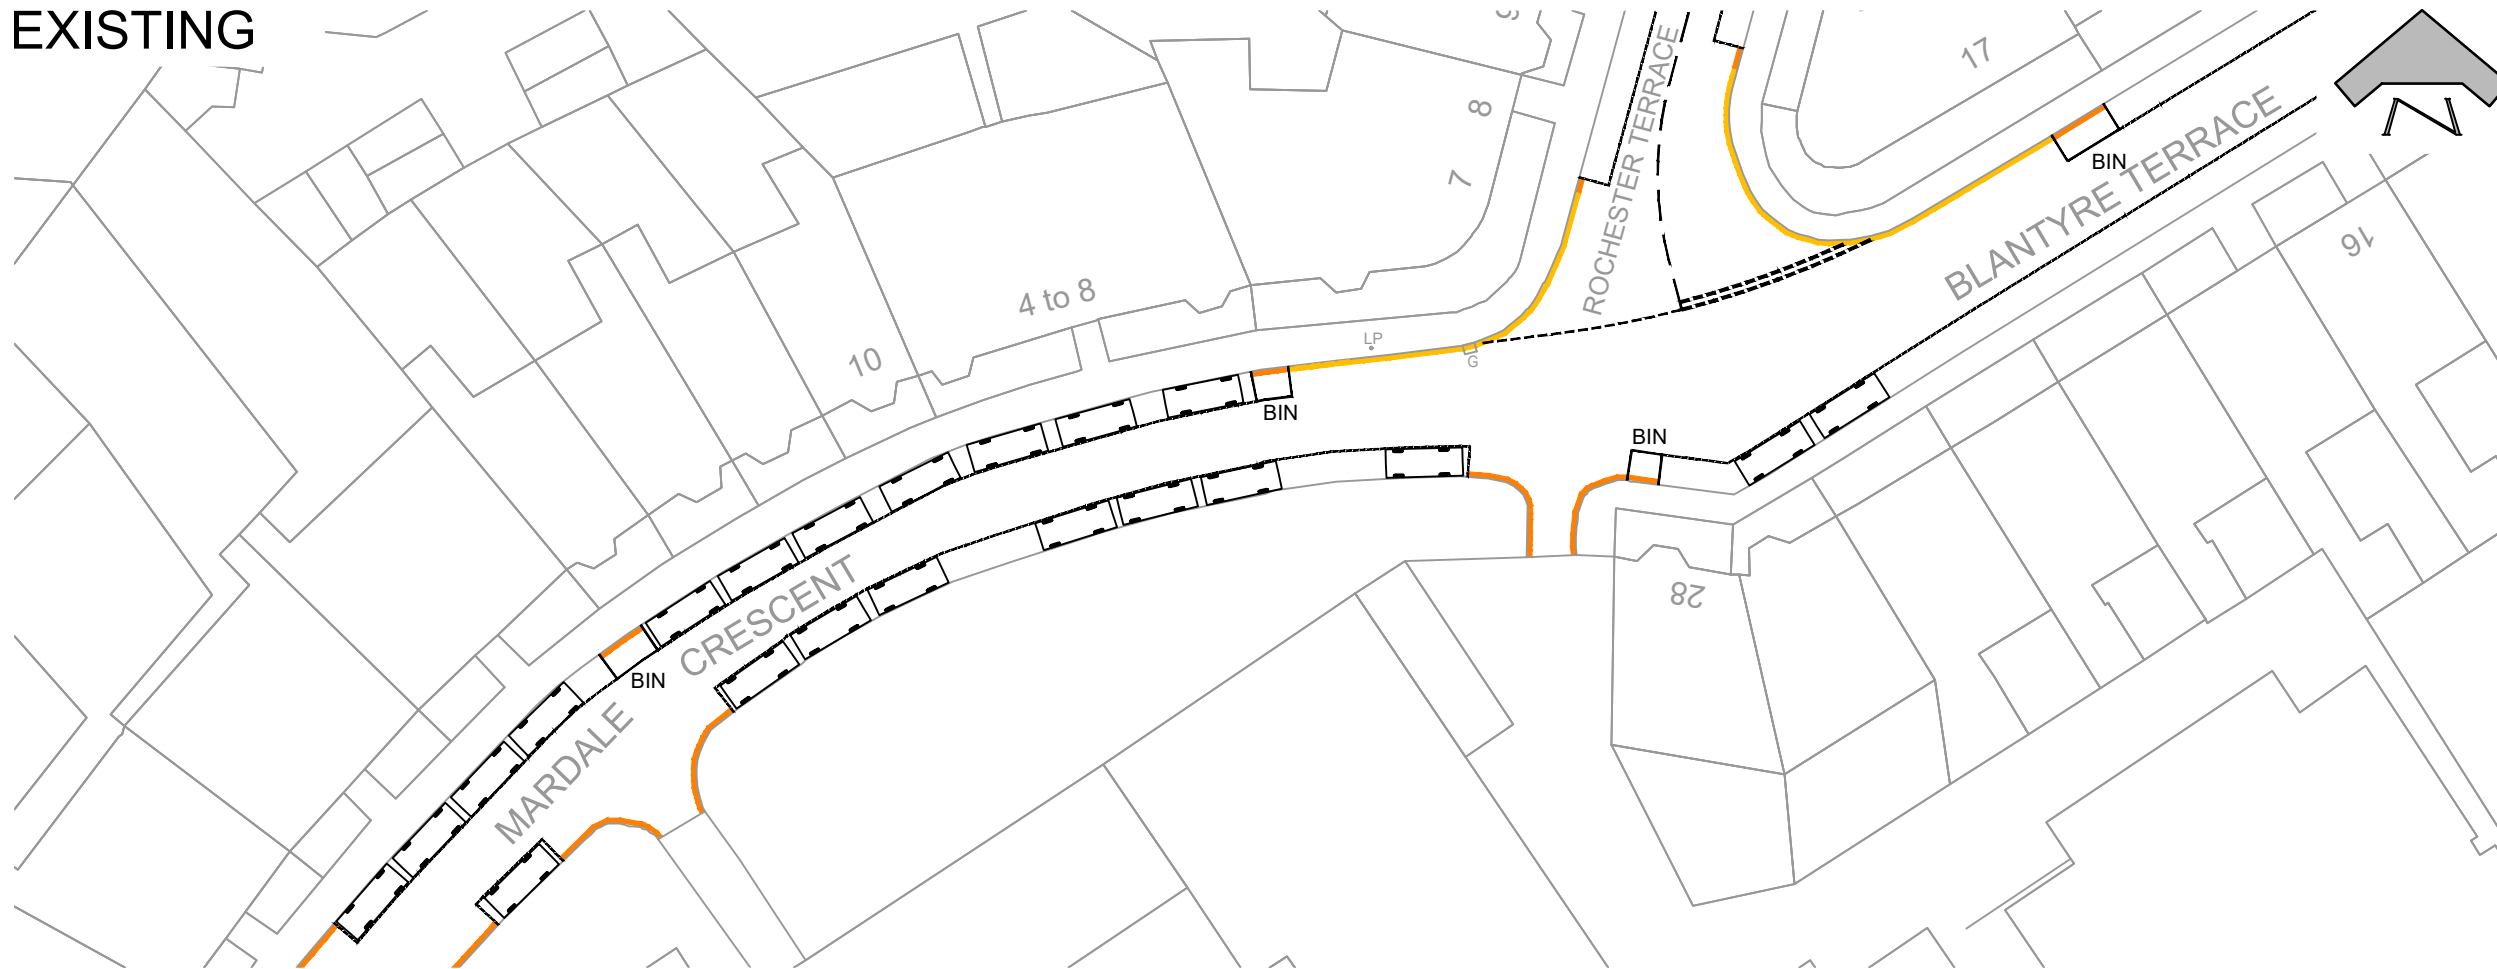 EXISTING
17
8
7
ROCHESTER TERRACE
BIN
BLANTYRE TERRACE
16
4 to 8
LP
G
10
BIN
BIN
CRESCENT
28
BIN
MARDALE